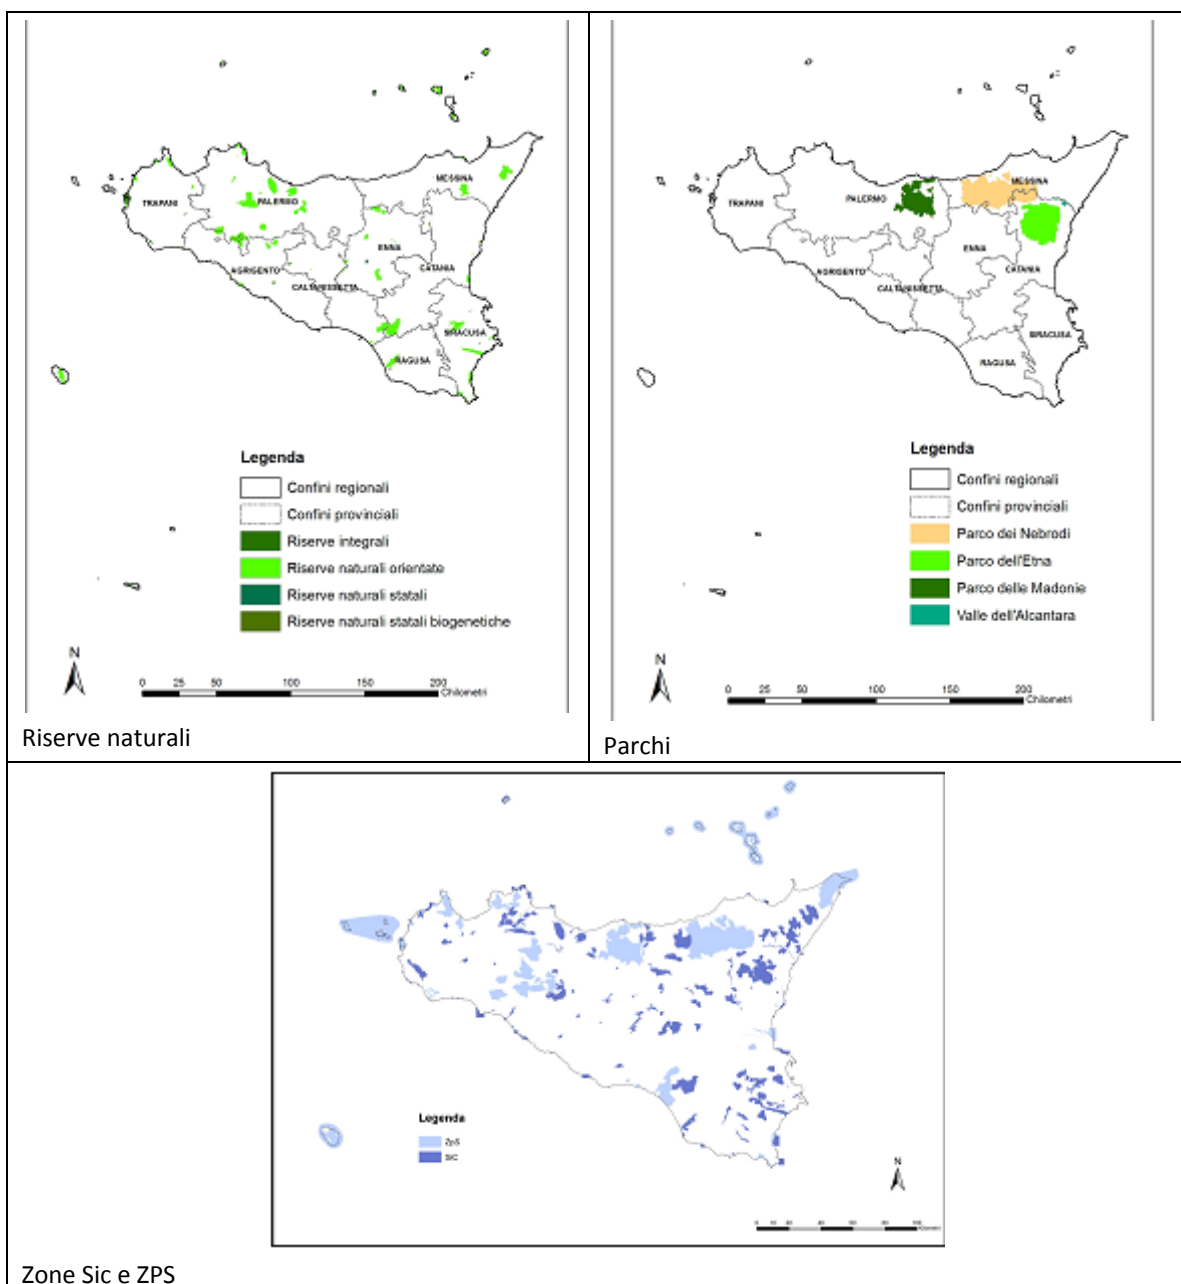 MESSINA
TRAPANI
PALERMO
ENNA
AGRIGENTO
CATANIA
CALTANISSETTA
SIRACUSA
RAGUSA
Legenda
Confini regionali
Confini provinciali
Riserve integrali
Riserve naturali orientate
Riserve naturali statali
Riserve naturali statali biogenetiche
N
0 25 50 100 150 200
Chilometri
Riserve naturali
MESSINA
TRAPANI
PALERMO
ENNA
AGRIGENTO
CATANIA
CALTANISSETTA
SIRACUSA
RAGUSA
Legenda
Confini regionali
Confini provinciali
Parco dei Nebrodi
Parco dell'Etna
Parco delle Madonie
Valle dell'Alcantara
N
0 25 50 100 150 200
Chilometri
Parchi
Legenda
ZpS
SIC
N
Zone Sic e ZPS